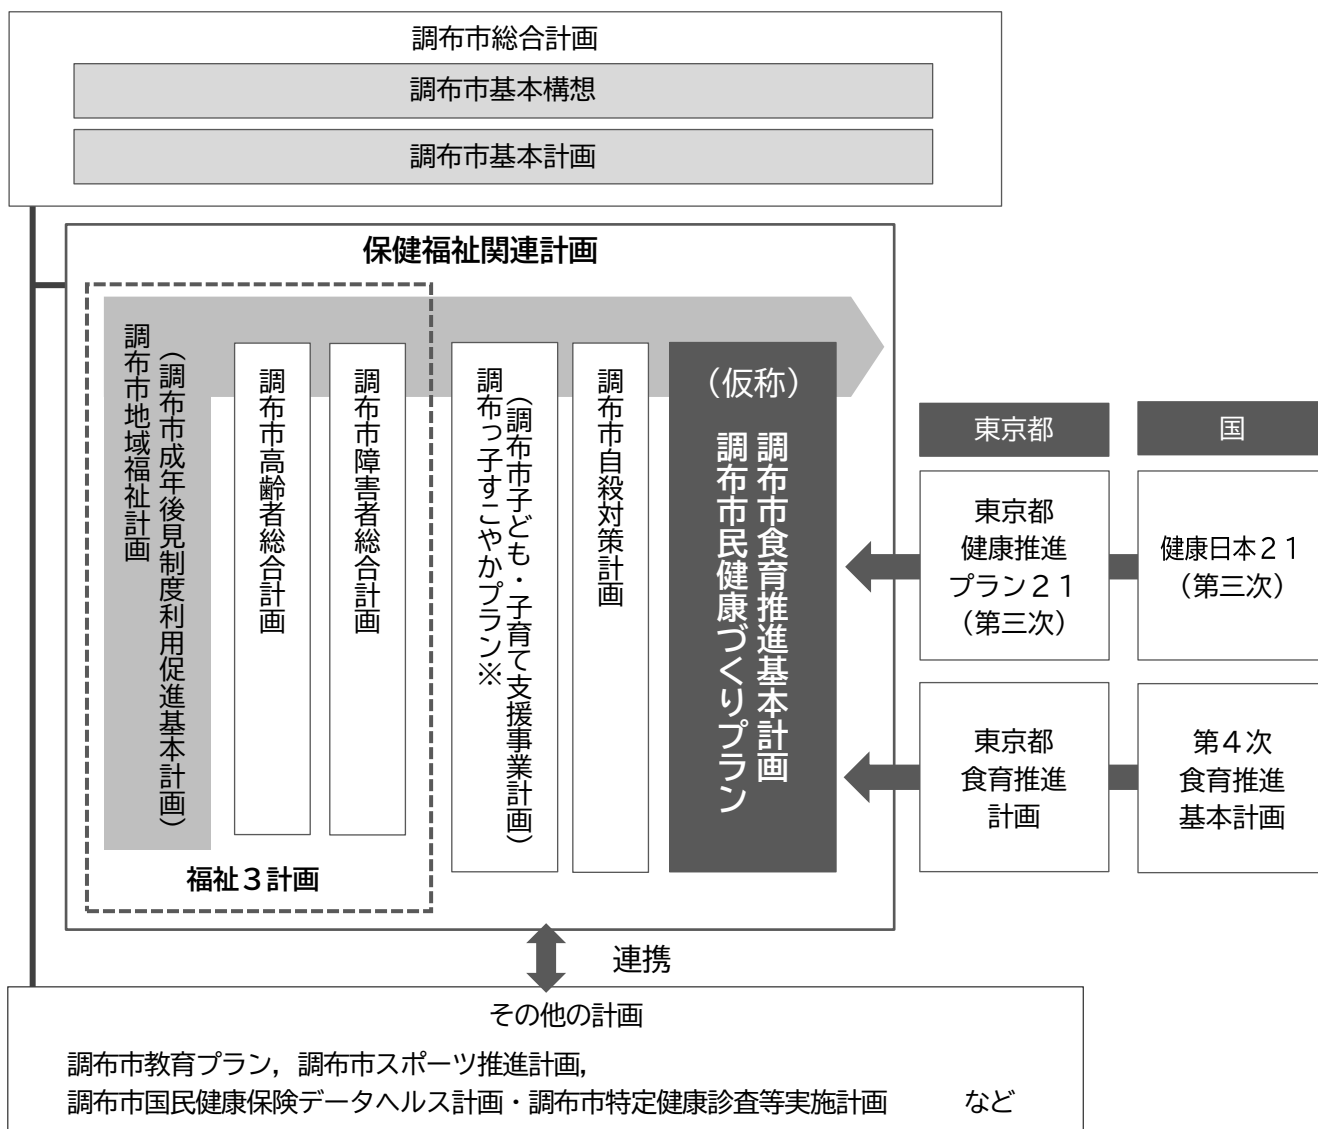 調布市総合計画
調布市基本構想
調布市基本計画
保健福祉関連計画
調布市地域福祉計画
（調布市成年後見制度利用促進基本計画）
調布市高齢者総合計画
調布市障害者総合計画
福祉３計画
調布っ子すこやかプラン※
（調布市子ども・子育て支援事業計画）
調布市自殺対策計画
（仮称）
調布市民健康づくりプラン
調布市食育推進基本計画
東京都
国
東京都
健康推進
プラン２１
（第三次）
健康日本２１
（第三次）
東京都
食育推進
計画
第４次
食育推進
基本計画
連携
その他の計画
調布市教育プラン，調布市スポーツ推進計画，
調布市国民健康保険データヘルス計画・調布市特定健康診査等実施計画　　など